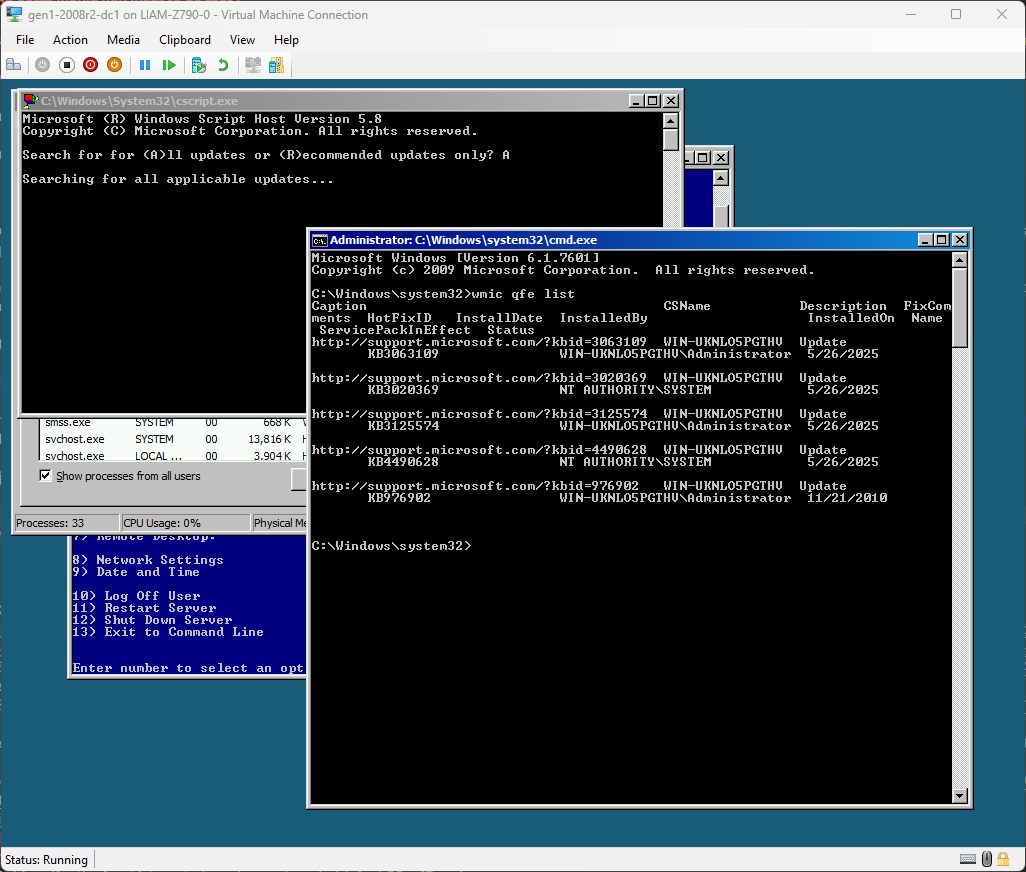 gen1-2008r2-dc1 on LIAM-Z790-0 - Virtual Machine Connection
File Action Media Clipboard View Help
C:\Windows\System32\cscript.exe
Microsoft (R) Windows Script Host Version 5.8
Copyright (C) Microsoft Corporation. All rights reserved.
Search for for (A)ll updates or (R)ecommended updates only? A
Searching for all applicable updates...
smss.exe SYSTEM 00 668 K
svchost.exe SYSTEM 00 13,816 K
svchost.exe LOCAL ... 00 3,904 K
Show processes from all users
Processes: 33 CPU Usage: 0% Physical Me
7) Remote Desktop:
8) Network Settings
9) Date and Time
10) Log Off User
11) Restart Server
12) Shut Down Server
13) Exit to Command Line
Enter number to select an opt
Administrator: C:\Windows\system32\cmd.exe
Microsoft Windows [Version 6.1.7601]
Copyright (c) 2009 Microsoft Corporation.  All rights reserved.
C:\Windows\system32>wmic qfe list
Caption CSName Description FixCom
ments HotFixID InstallDate InstalledBy InstalledOn Name
ServicePackInEffect Status
http://support.microsoft.com/?kbid=3063109 WIN-UKNLO5PGTHV Update
KB3063109 WIN-UKNLO5PGTHV\Administrator 5/26/2025
http://support.microsoft.com/?kbid=3020369 WIN-UKNLO5PGTHV Update
KB3020369 NT AUTHORITY\SYSTEM 5/26/2025
http://support.microsoft.com/?kbid=3125574 WIN-UKNLO5PGTHV Update
KB3125574 WIN-UKNLO5PGTHV\Administrator 5/26/2025
http://support.microsoft.com/?kbid=4490628 WIN-UKNLO5PGTHV Update
KB4490628 NT AUTHORITY\SYSTEM 5/26/2025
http://support.microsoft.com/?kbid=976902 WIN-UKNLO5PGTHV Update
KB976902 WIN-UKNLO5PGTHV\Administrator 11/21/2010
C:\Windows\system32>
Status: Running